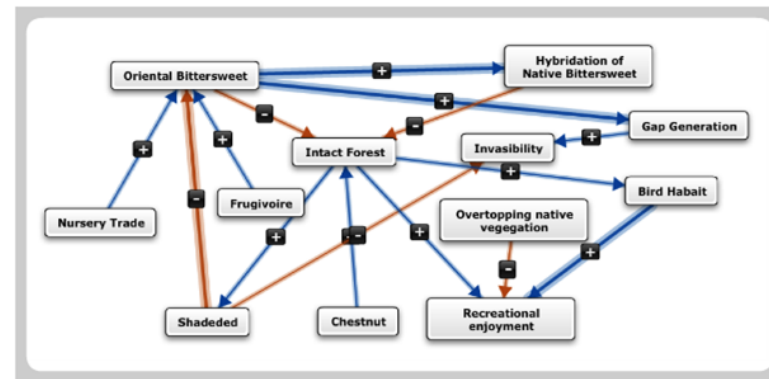 Hybridation of
Native Bittersweet
Oriental Bittersweet
+
+
-
-
Gap Generation
+
Invasibility
+
Intact Forest
+
Bird Habait
-
Frugivoire
Overtopping native
vegegation
Nursery Trade
+
-
+
+
-
Shadeded
Chestnut
Recreational
enjoyment